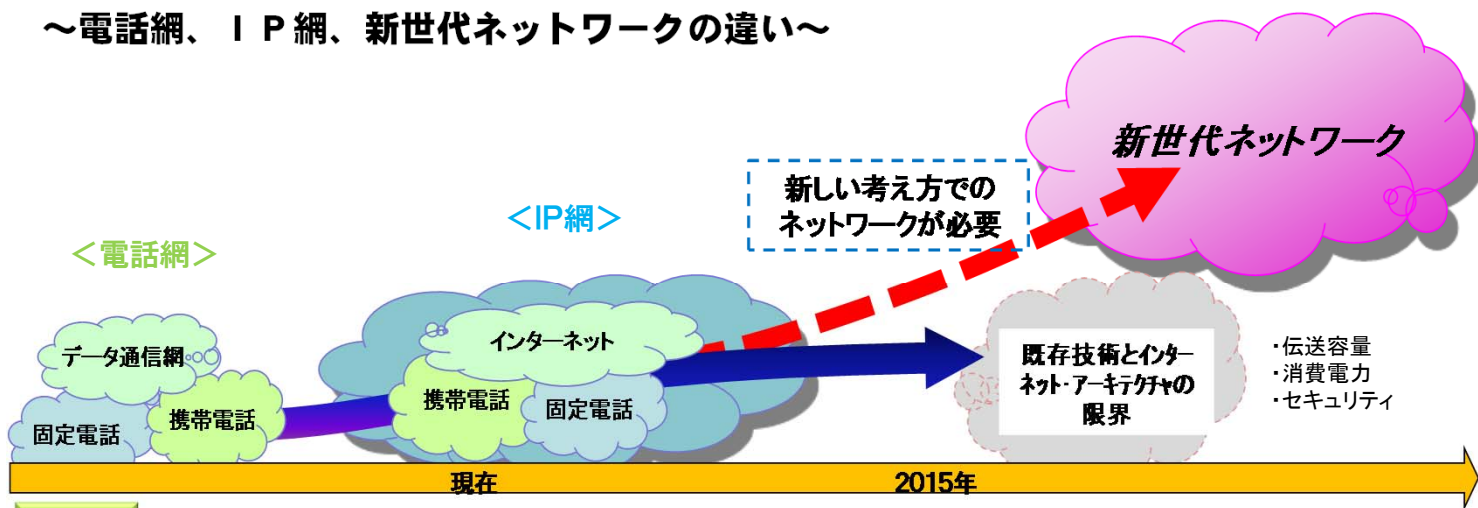 ～電話網、ＩＰ網、新世代ネットワークの違い～
新世代ネットワーク
新しい考え方での
ネットワークが必要
＜IP網＞
＜電話網＞
データ通信網
携帯電話
固定電話
インターネット
携帯電話
固定電話
既存技術とインター
ネット・アーキテクチャの
限界
・伝送容量
・消費電力
・セキュリティ
現在
2015年